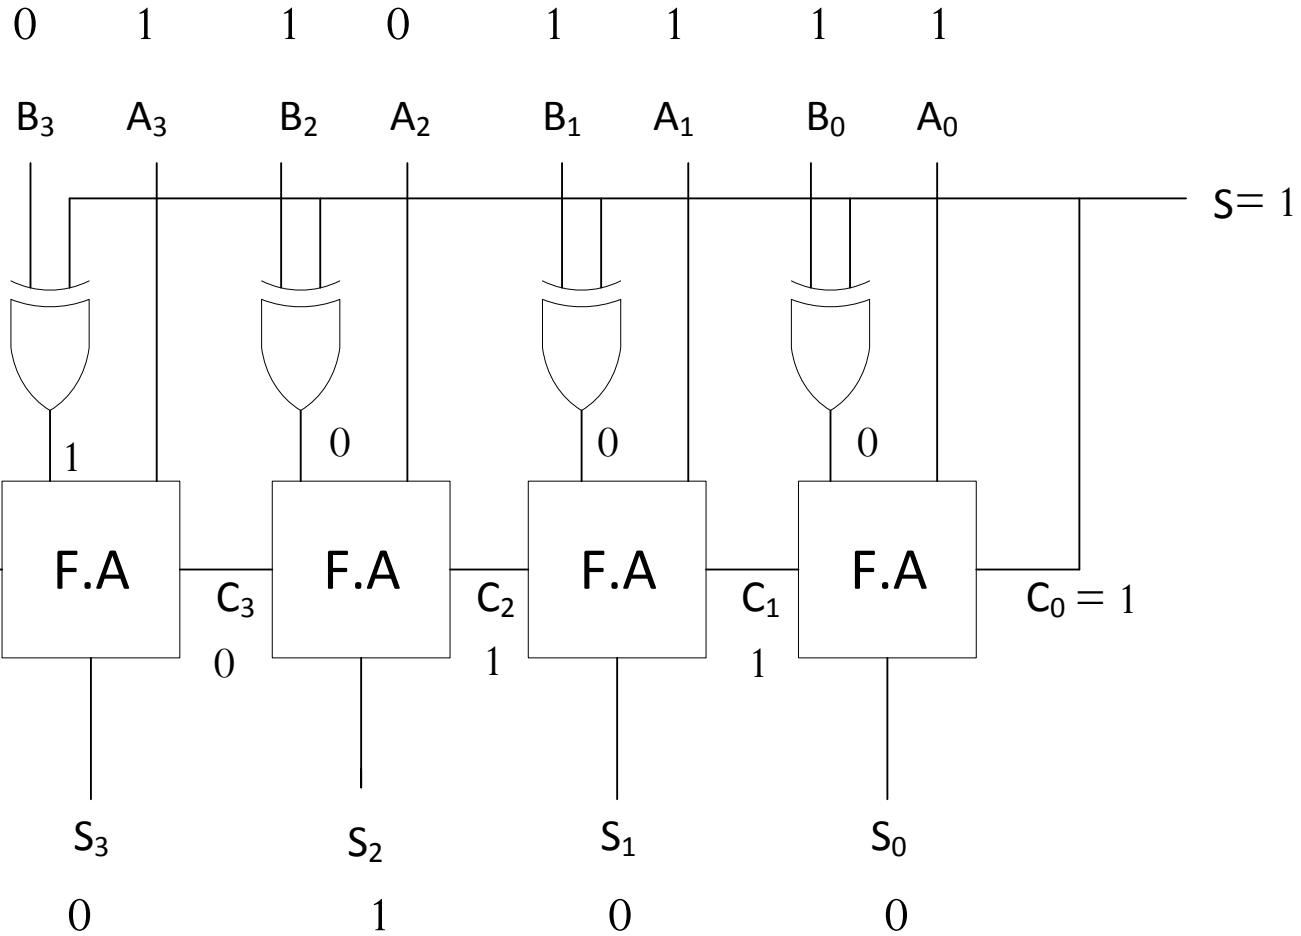 0 1 1 0 1 1 1 1
B₃ A₃ B₂ A₂ B₁ A₁ B₀ A₀
S= 1
1 0 0 0
F.A F.A F.A F.A
C₃ C₂ C₁ C₀ = 1
0 1 1
S₃ S₂ S₁ S₀
0 1 0 0